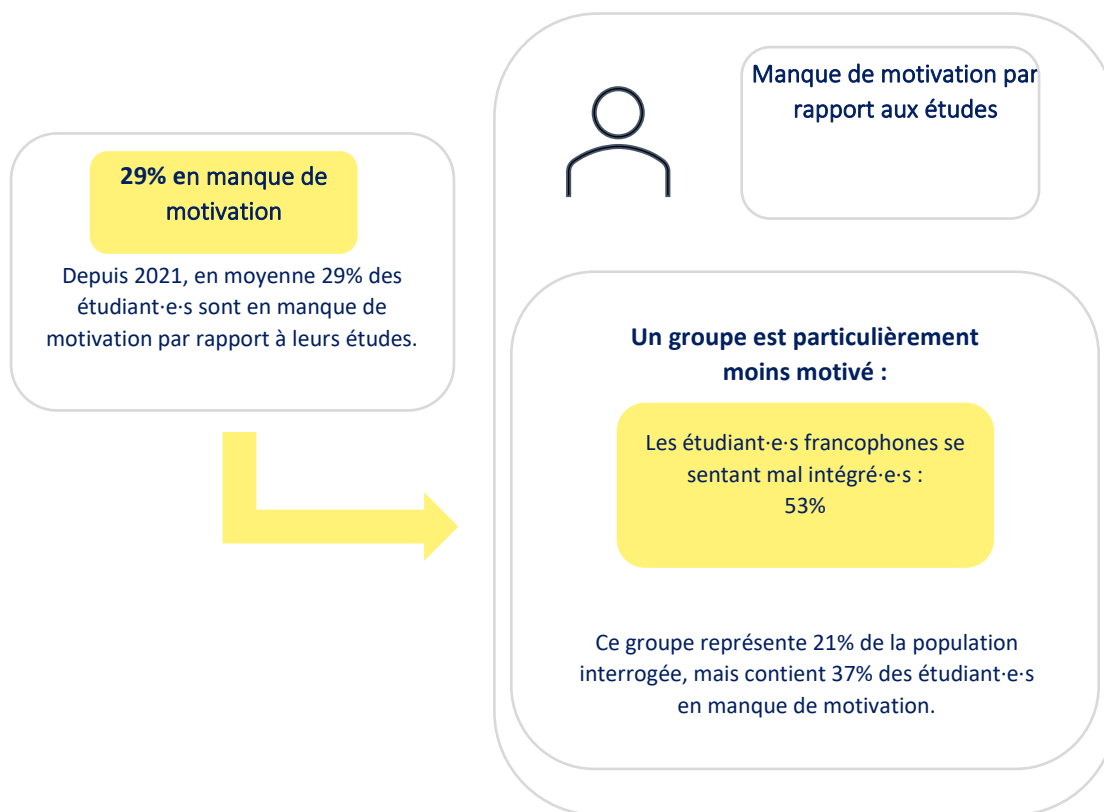 Manque de motivation par
rapport aux études
29% en manque de
motivation
Depuis 2021, en moyenne 29% des
étudiant·e·s sont en manque de
motivation par rapport à leurs études.
Un groupe est particulièrement
moins motivé :
Les étudiant·e·s francophones se
sentant mal intégré·e·s :
53%
Ce groupe représente 21% de la population
interrogée, mais contient 37% des étudiant·e·s
en manque de motivation.